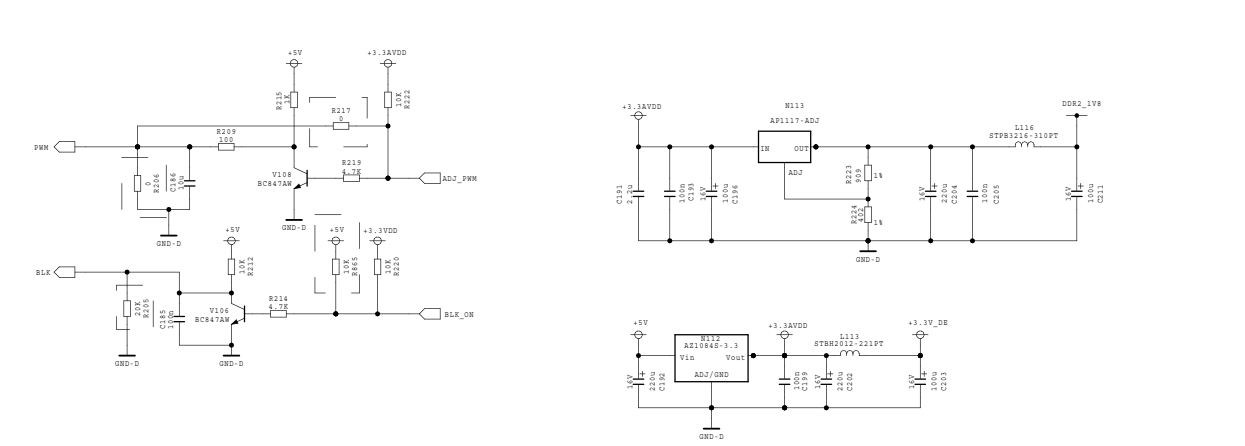 +5V
+3.3AVDD
R215
1K
R222
10K
R217
0
R209
100
PWM
R219
4.7K
V108
BC847AW
ADJ_PWM
0
R206
C186
10u
GND-D
GND-D
+5V
+5V
+3.3VDD
BLK
10K
R212
10K
R865
10K
R220
R214
4.7K
V106
BC847AW
BLK_ON
20K
R205
C185
100n
GND-D
GND-D
+3.3AVDD
N113
AP1117-ADJ
DDR2_1V8
L116
STPB3216-310PT
IN
OUT
ADJ
R223
909
1%
R224
402
1%
C191
2.2u
100n
C193
16V
100u
C196
16V
220u
C204
100n
C205
16V
100u
C211
GND-D
+5V
N112
AZ1084S-3.3
+3.3AVDD
L113
STBH2012-221PT
+3.3V_DE
Vin
Vout
ADJ/GND
16V
220u
C192
100n
C199
16V
220u
C202
16V
100u
C203
GND-D